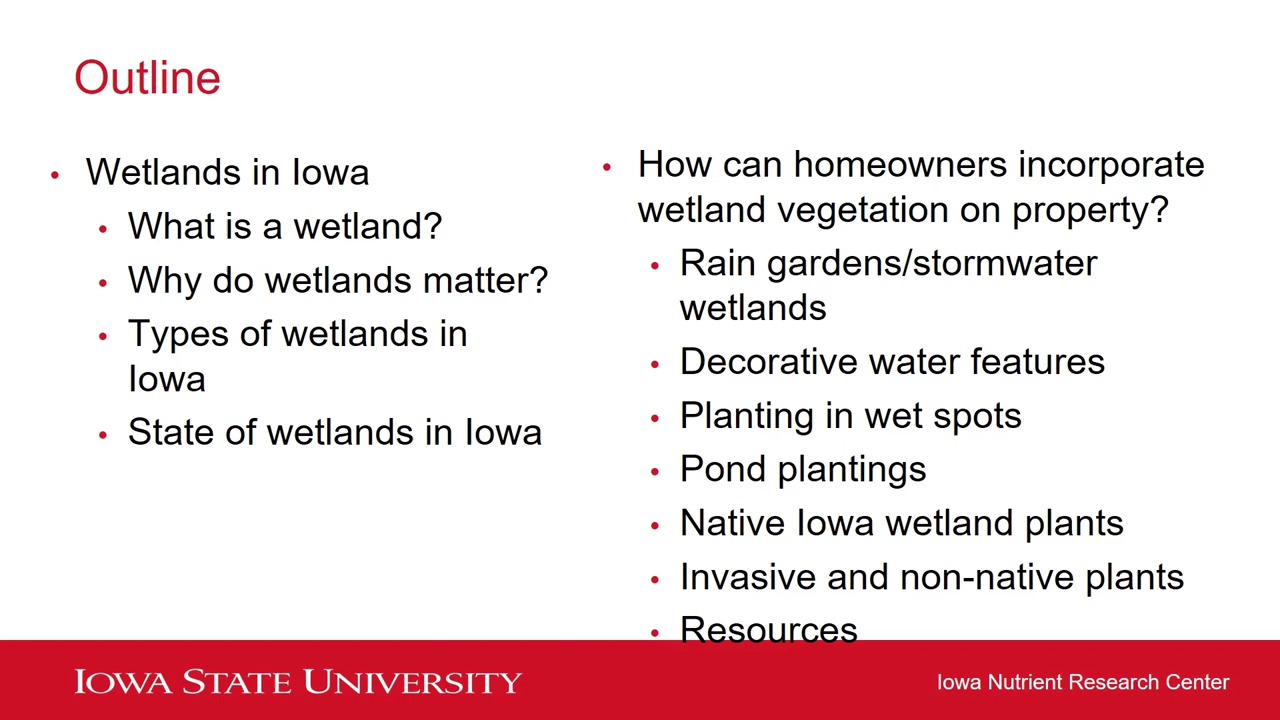 Outline
• Wetlands in Iowa
• What is a wetland?
• Why do wetlands matter?
• Types of wetlands in
Iowa
• State of wetlands in Iowa
• How can homeowners incorporate
wetland vegetation on property?
• Rain gardens/stormwater
wetlands
• Decorative water features
• Planting in wet spots
• Pond plantings
• Native Iowa wetland plants
• Invasive and non-native plants
• Resources
IOWA STATE UNIVERSITY
Iowa Nutrient Research Center